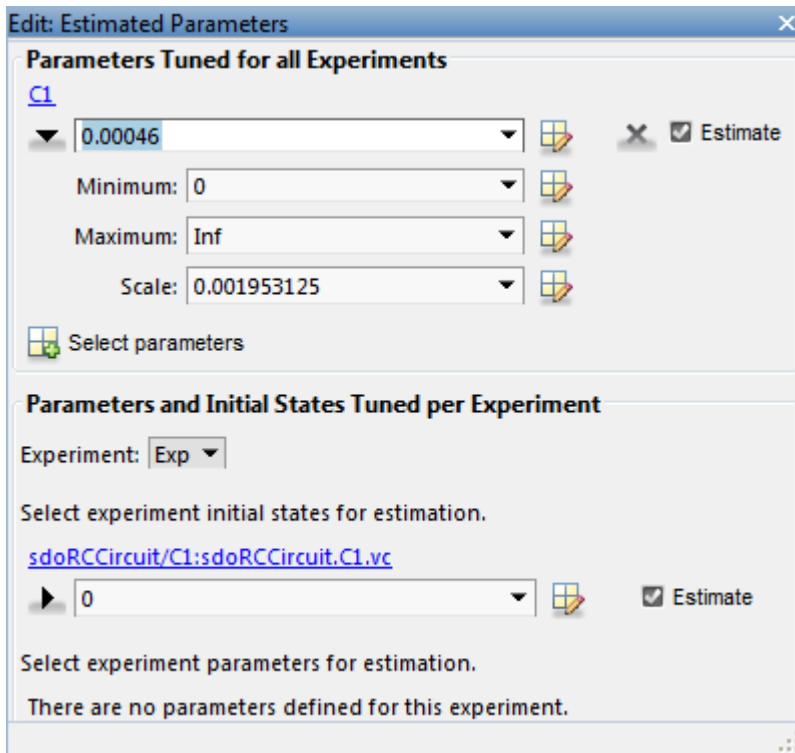 Edit: Estimated Parameters
Parameters Tuned for all Experiments
C1
0.00046 Estimate
Minimum: 0
Maximum: Inf
Scale: 0.001953125
Select parameters
Parameters and Initial States Tuned per Experiment
Experiment: Exp
Select experiment initial states for estimation.
sdoRCCircuit/C1:sdoRCCircuit.C1.vc
0 Estimate
Select experiment parameters for estimation.
There are no parameters defined for this experiment.